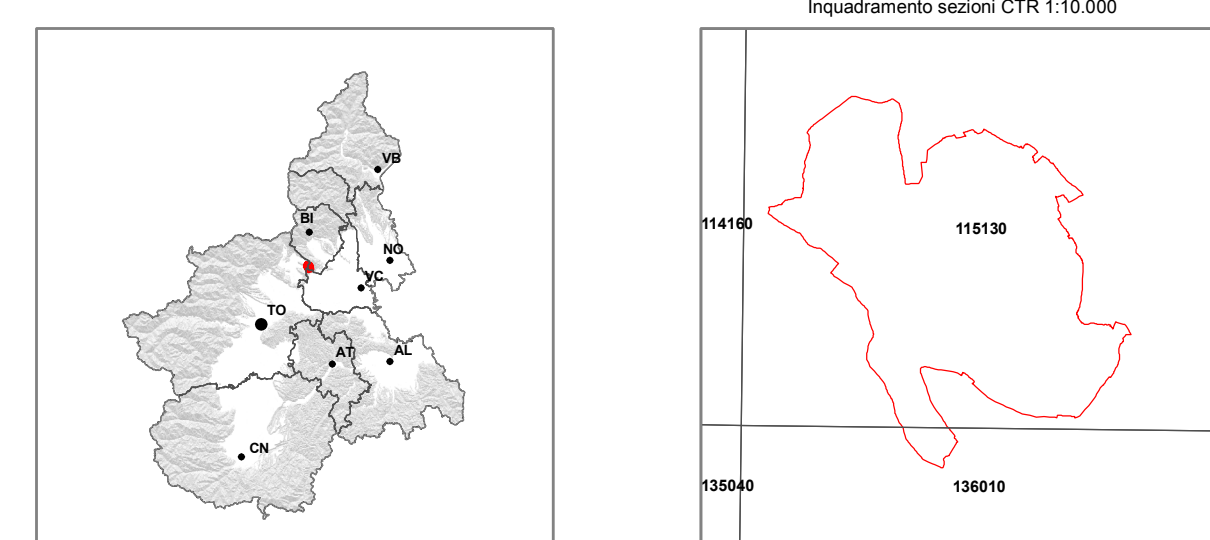 Inquadramento sezioni CTR 1:10.000
VB
BI
NO
VC
TO
AT
AL
CN
114160
115130
135040
136010